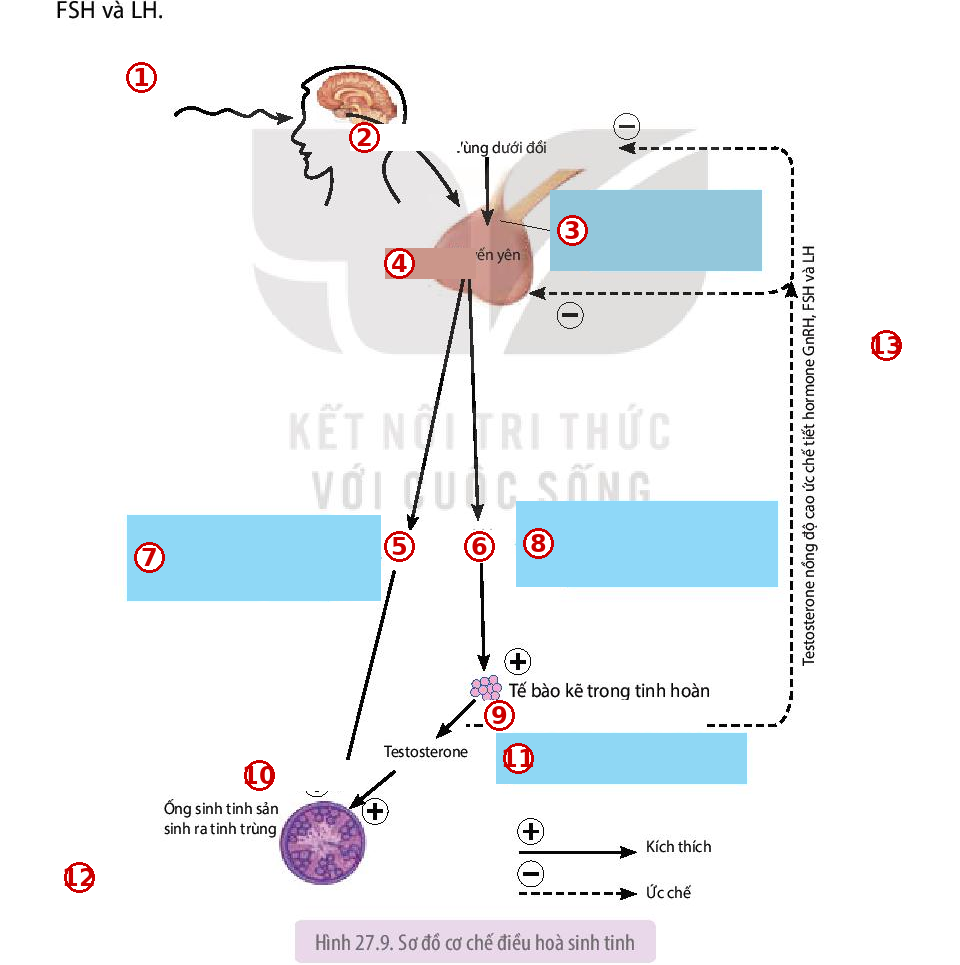 FSH và LH.
①
②
.ùng dưới đồi
③
④ yến yên
Testosterone nồng độ cao ức chế tiết hormone GnRH, FSH và LH
⑬
KẾT NỐI TRI THỨC
VỚI CUỘC SỐNG
⑦
⑤
⑥
⑧
Tế bào kẽ trong tinh hoàn
⑨
Testosterone
⑪
⑩
Ống sinh tinh sản
sinh ra tinh trùng
⑫
Kích thích
Ức chế
Hình 27.9. Sơ đồ cơ chế điều hoà sinh tinh